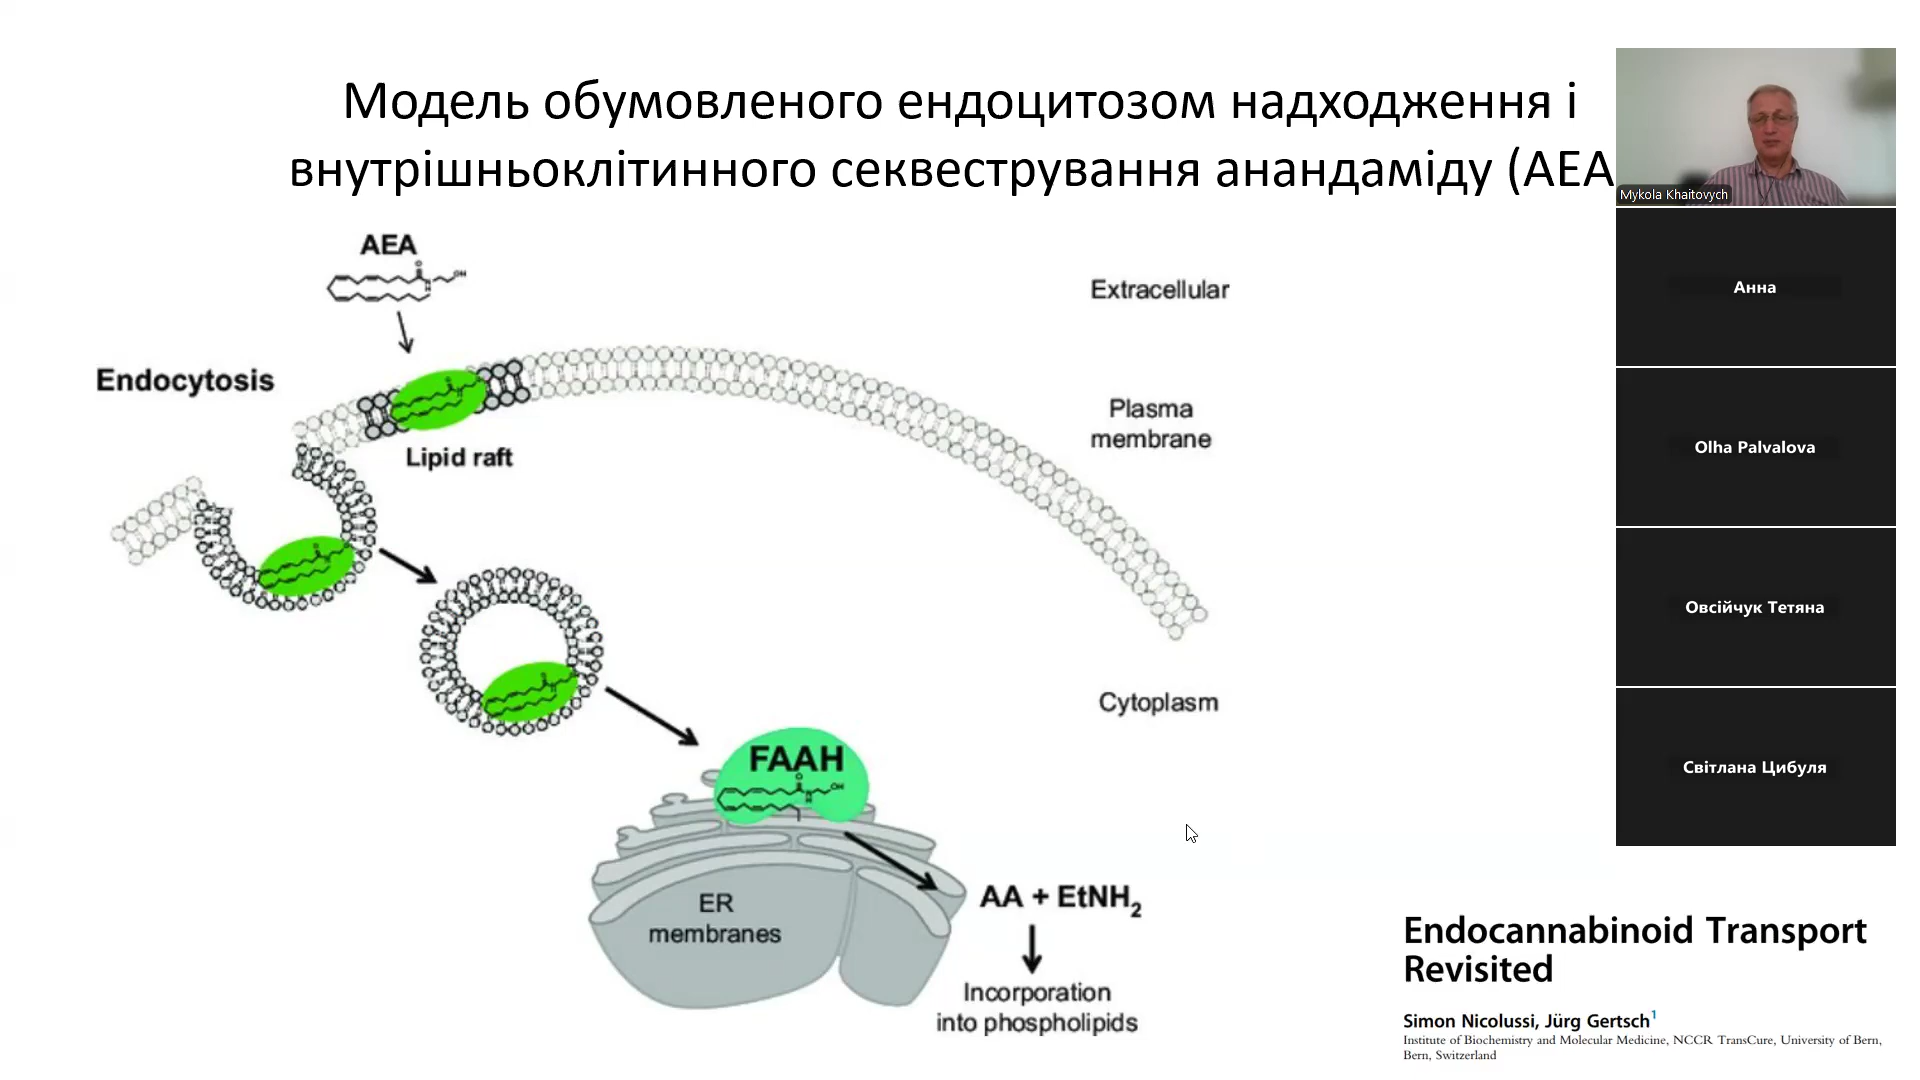 Модель обумовленого ендоцитозом надходження і
внутрішньоклітинного секвестрування анандаміду (AEA
Mykola Khaitovych
AEA
Extracellular
Endocytosis
Plasma
membrane
Lipid raft
Cytoplasm
FAAH
ER
membranes
AA + EtNH₂
Incorporation
into phospholipids
Анна
Olha Palvalova
Овсійчук Тетяна
Світлана Цибуля
Endocannabinoid Transport
Revisited
Simon Nicolussi, Jürg Gertsch¹
Institute of Biochemistry and Molecular Medicine, NCCR TransCure, University of Bern,
Bern, Switzerland